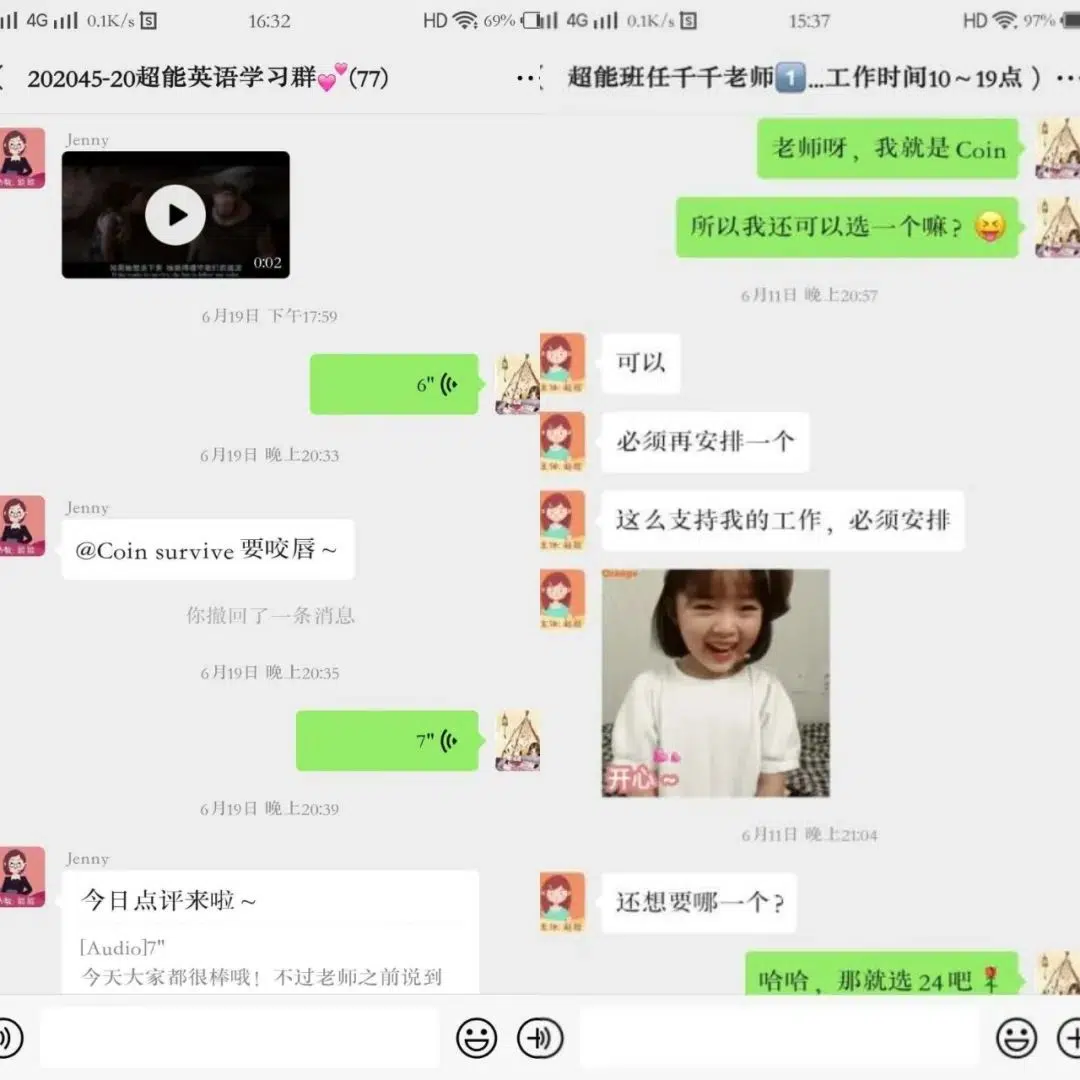 4G 0.1K/s 16:32 HD 69%
202045-20超能英语学习群💕(77)
Jenny
0:02
6月19日 下午17:59
6"
6月19日 晚上20:33
Jenny
@Coin survive 要咬唇～
你撤回了一条消息
6月19日 晚上20:35
7"
6月19日 晚上20:39
Jenny
今日点评来啦～
[Audio]7"
今天大家都很棒哦！不过老师之前说到
4G 0.1K/s 15:37 HD 97%
超能班任千千老师1️⃣...工作时间10～19点）
老师呀，我就是Coin
所以我还可以选一个嘛？😝
6月11日 晚上20:57
可以
必须再安排一个
这么支持我的工作，必须安排
Orange
开心~
6月11日 晚上21:04
还想要哪一个？
哈哈，那就选24吧🌹